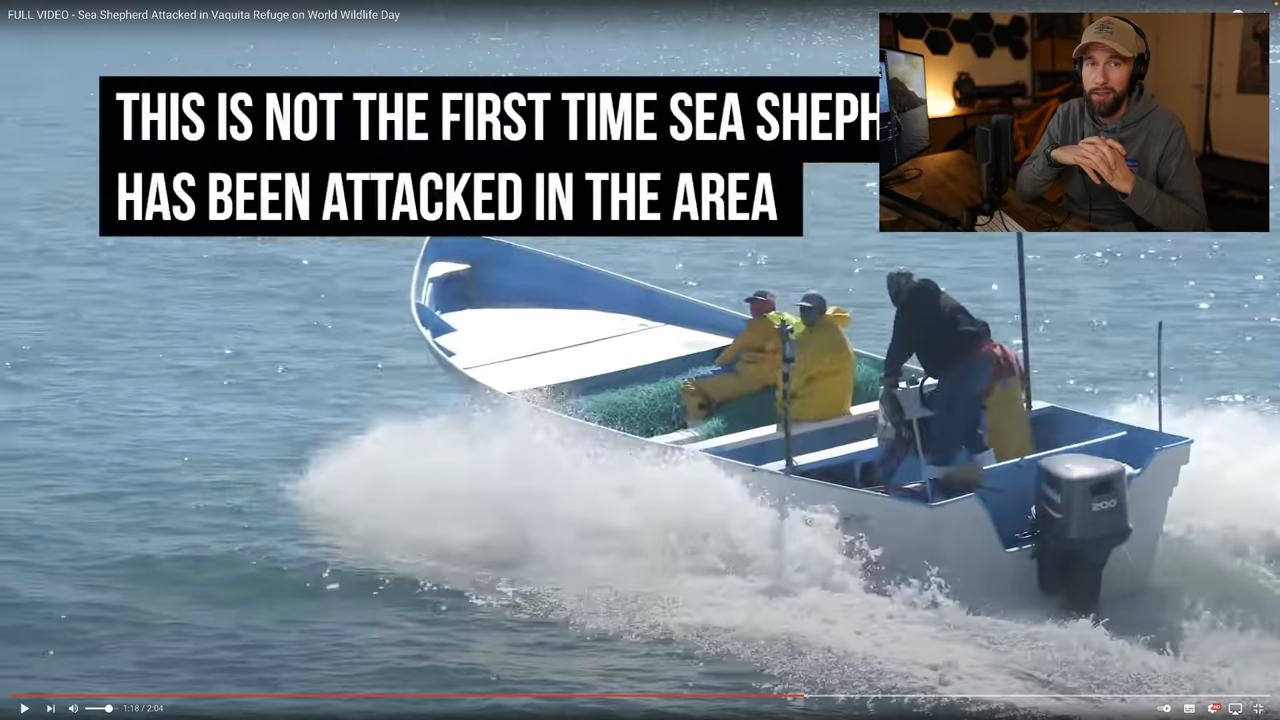 FULL VIDEO - Sea Shepherd Attacked in Vaquita Refuge on World Wildlife Day
THIS IS NOT THE FIRST TIME SEA SHEPH
HAS BEEN ATTACKED IN THE AREA
200
1:18 / 2:04
HD